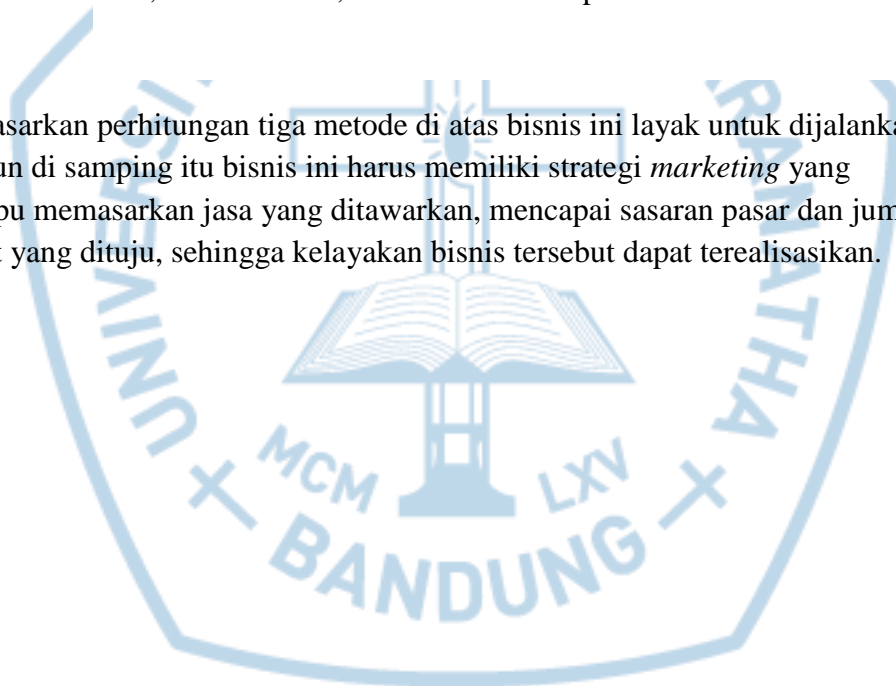 asarkan perhitungan tiga metode di atas bisnis ini layak untuk dijalanka
un di samping itu bisnis ini harus memiliki strategi marketing yang
pu memasarkan jasa yang ditawarkan, mencapai sasaran pasar dan jum
t yang dituju, sehingga kelayakan bisnis tersebut dapat terealisasikan.
MCM LXV
BANDUNG